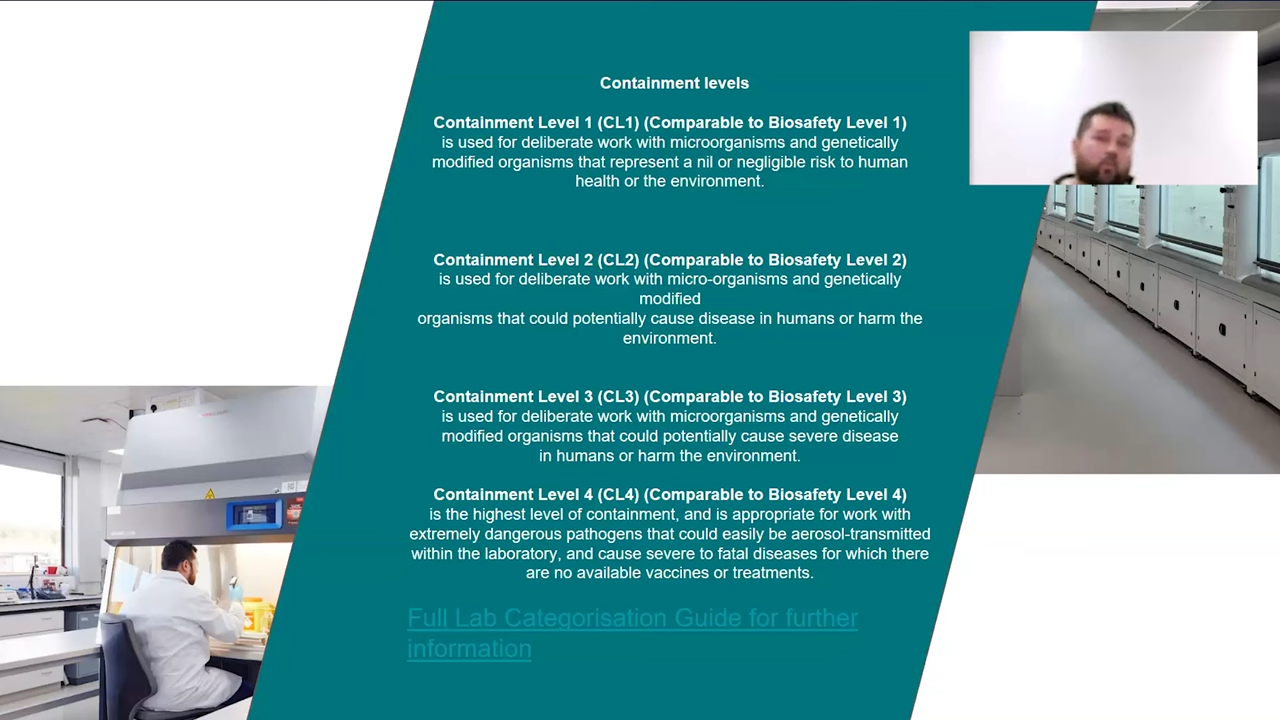 Containment levels
Containment Level 1 (CL1) (Comparable to Biosafety Level 1)
is used for deliberate work with microorganisms and genetically
modified organisms that represent a nil or negligible risk to human
health or the environment.
Containment Level 2 (CL2) (Comparable to Biosafety Level 2)
is used for deliberate work with micro-organisms and genetically
modified
organisms that could potentially cause disease in humans or harm the
environment.
Containment Level 3 (CL3) (Comparable to Biosafety Level 3)
is used for deliberate work with microorganisms and genetically
modified organisms that could potentially cause severe disease
in humans or harm the environment.
Containment Level 4 (CL4) (Comparable to Biosafety Level 4)
is the highest level of containment, and is appropriate for work with
extremely dangerous pathogens that could easily be aerosol-transmitted
within the laboratory, and cause severe to fatal diseases for which there
are no available vaccines or treatments.
Full Lab Categorisation Guide for further
information